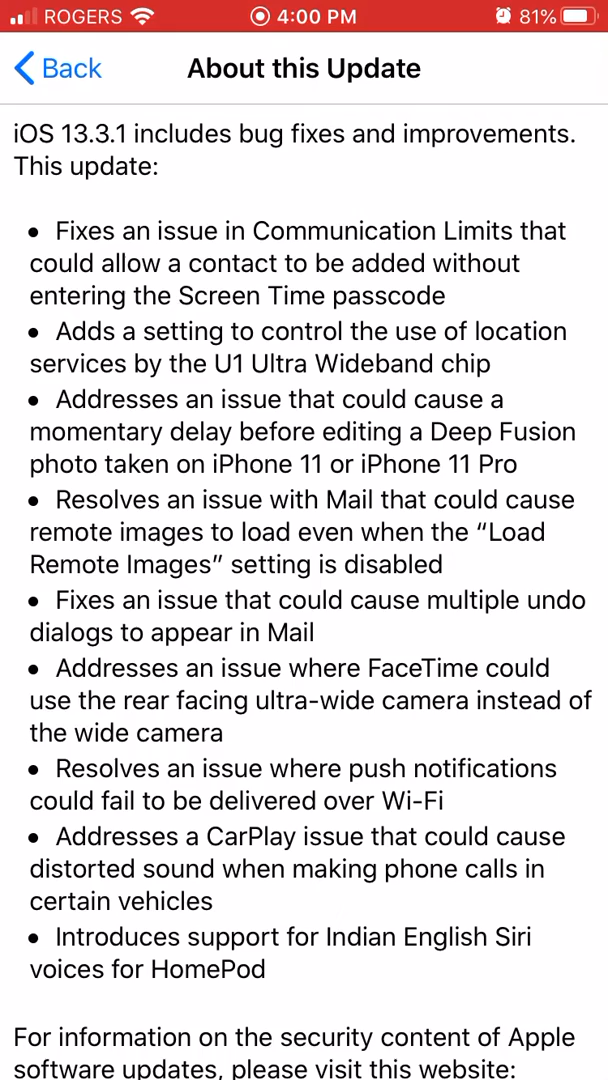 ROGERS 4:00 PM 81%
Back About this Update
iOS 13.3.1 includes bug fixes and improvements.
This update:
• Fixes an issue in Communication Limits that
could allow a contact to be added without
entering the Screen Time passcode
• Adds a setting to control the use of location
services by the U1 Ultra Wideband chip
• Addresses an issue that could cause a
momentary delay before editing a Deep Fusion
photo taken on iPhone 11 or iPhone 11 Pro
• Resolves an issue with Mail that could cause
remote images to load even when the “Load
Remote Images” setting is disabled
• Fixes an issue that could cause multiple undo
dialogs to appear in Mail
• Addresses an issue where FaceTime could
use the rear facing ultra-wide camera instead of
the wide camera
• Resolves an issue where push notifications
could fail to be delivered over Wi-Fi
• Addresses a CarPlay issue that could cause
distorted sound when making phone calls in
certain vehicles
• Introduces support for Indian English Siri
voices for HomePod
For information on the security content of Apple
software updates, please visit this website: